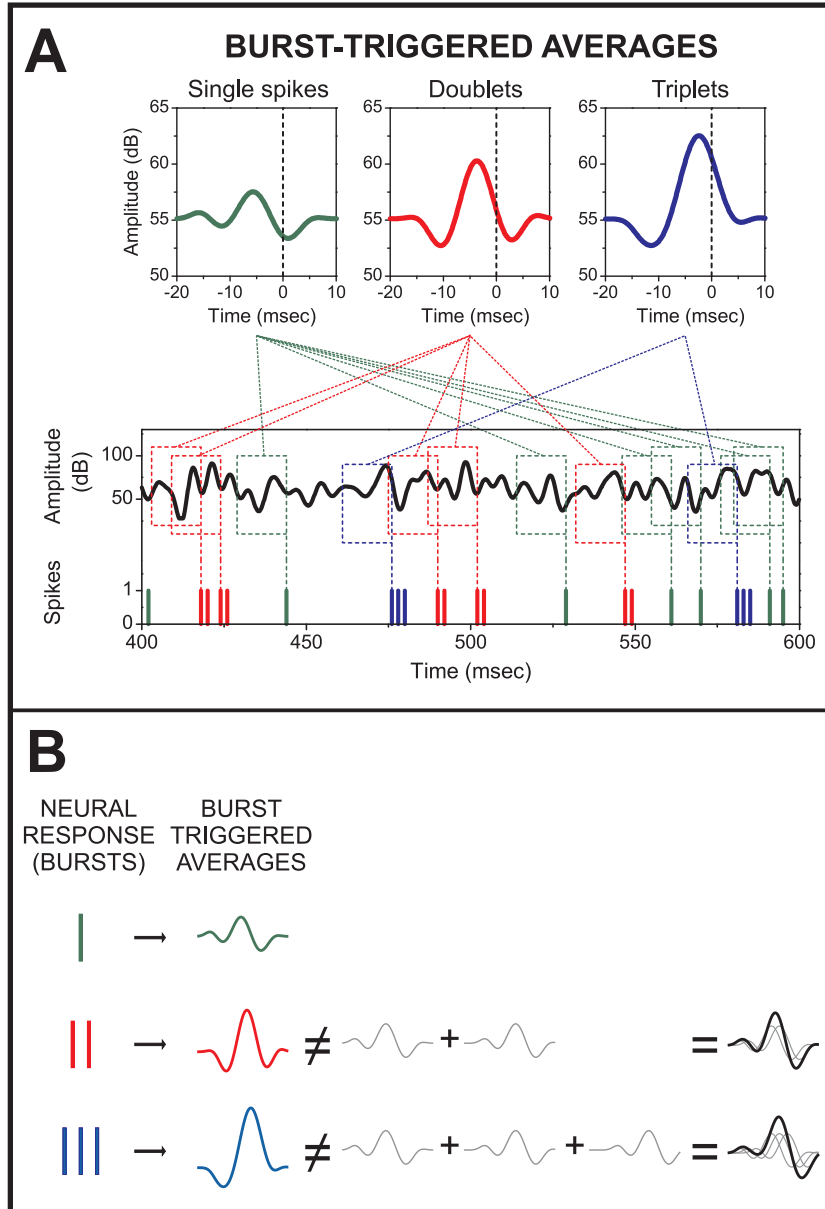 A
BURST-TRIGGERED AVERAGES
Single spikes
Doublets
Triplets
Amplitude (dB)
65
60
55
50
-20 -10 0 10
Time (msec)
65
60
55
50
-20 -10 0 10
Time (msec)
65
60
55
50
-20 -10 0 10
Time (msec)
Amplitude
(dB)
100
50
Spikes
1
0
400 450 500 549 600
Time (msec)
B
NEURAL
RESPONSE
(BURSTS)
BURST
TRIGGERED
AVERAGES
≠ + =
≠ + + =